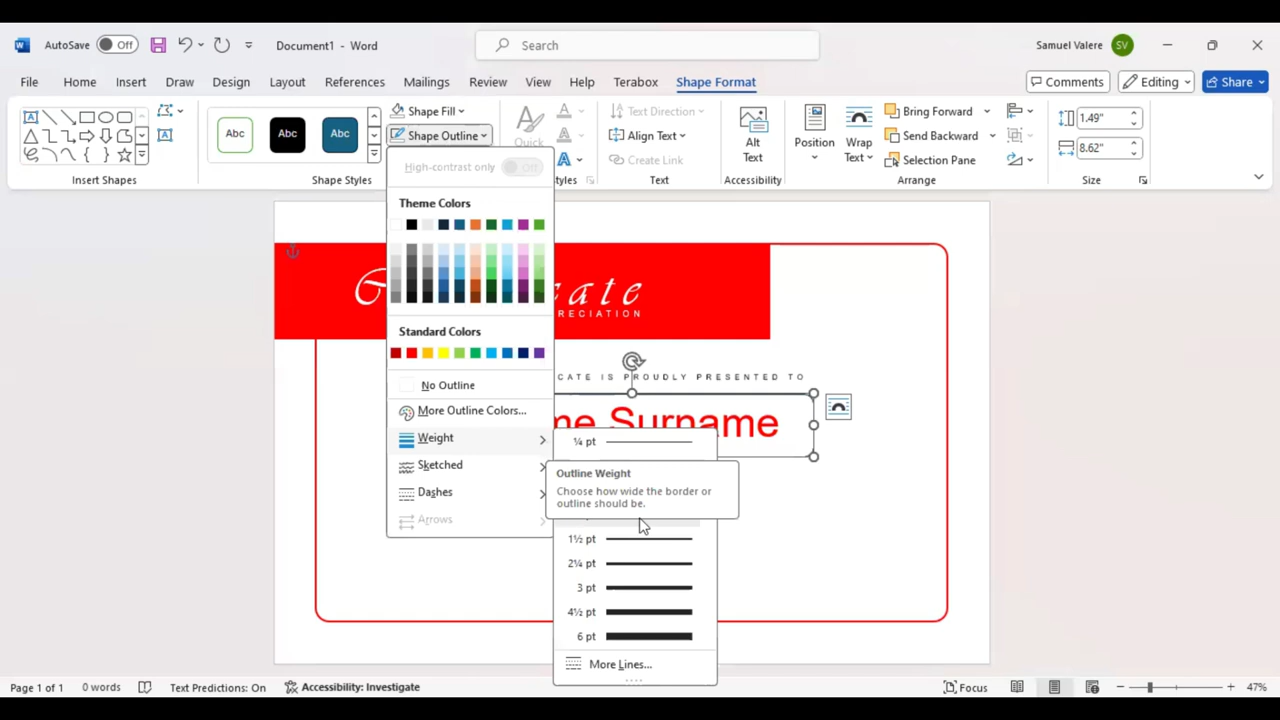 AutoSave Off Document1 - Word Search Samuel Valere SV
File Home Insert Draw Design Layout References Mailings Review View Help Terabox Shape Format Comments Editing Share
Abc Abc Abc
Shape Fill
Shape Outline
Quick
Text Direction
Align Text
Create Link
Alt Text
Position
Wrap Text
Bring Forward
Send Backward
Selection Pane
1.49"
8.62"
Insert Shapes Shape Styles Text Accessibility Arrange Size
High-contrast only Off
Theme Colors
Standard Colors
No Outline
More Outline Colors...
Weight
Sketched
Dashes
Arrows
RECIATION
CATE IS PROUDLY PRESENTED TO
me Surname
¼ pt
Outline Weight
Choose how wide the border or
outline should be.
1½ pt
2¼ pt
3 pt
4½ pt
6 pt
More Lines...
Page 1 of 1 0 words Text Predictions: On Accessibility: Investigate Focus 47%